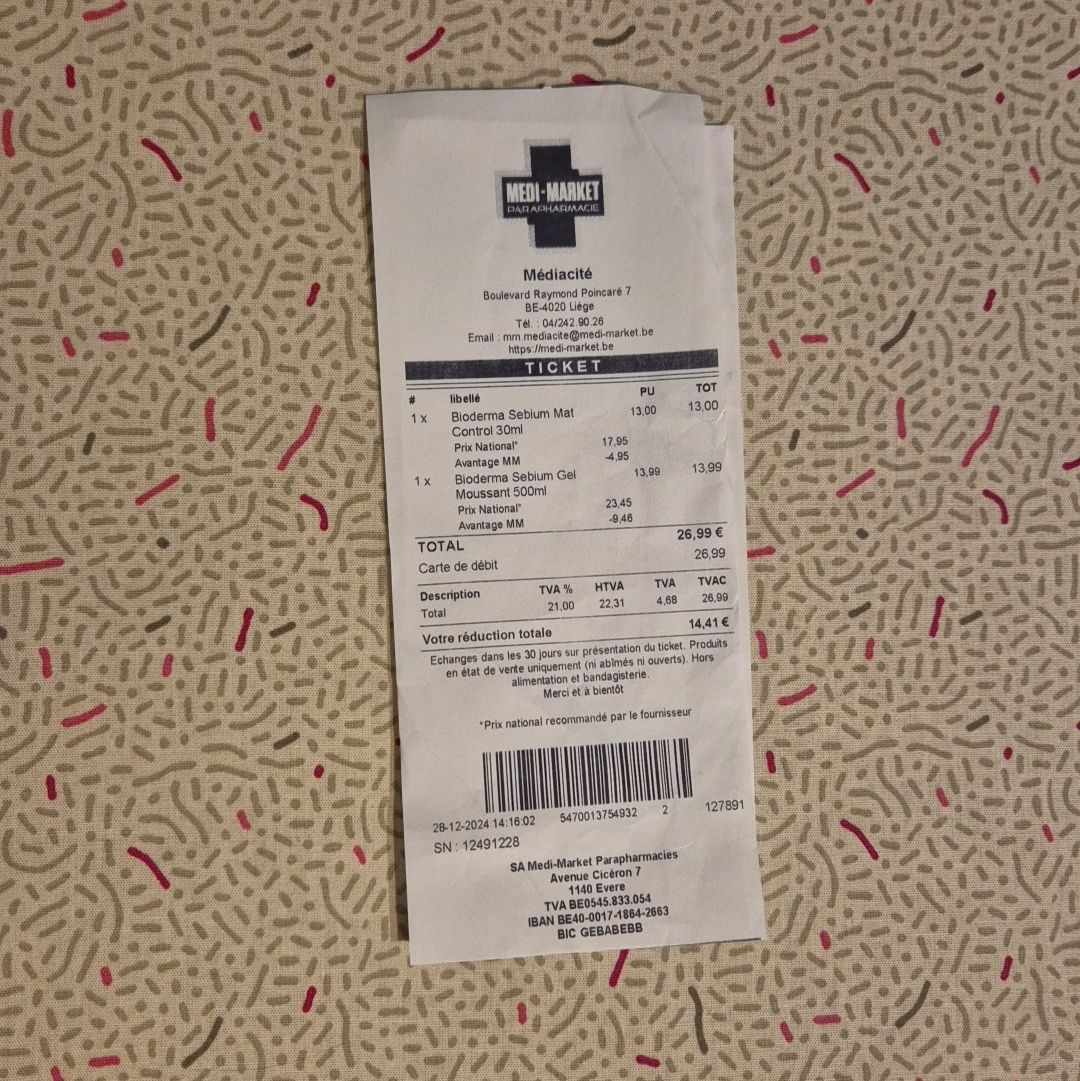 MEDI-MARKET
PARAPHARMACIE
Médiacité
Boulevard Raymond Poincaré 7
BE-4020 Liège
Tél. : 04/242.90.26
Email : mm.mediacite@medi-market.be
https://medi-market.be
TICKET
# libellé PU TOT
1 x Bioderma Sebium Mat 13,00 13,00
Control 30ml
Prix National* 17,95
Avantage MM -4,95
1 x Bioderma Sebium Gel 13,99 13,99
Moussant 500ml
Prix National* 23,45
Avantage MM -9,46
TOTAL 26,99 €
Carte de débit 26,99
Description TVA % HTVA TVA TVAC
Total 21,00 22,31 4,68 26,99
Votre réduction totale 14,41 €
Echanges dans les 30 jours sur présentation du ticket. Produits
en état de vente uniquement (ni abîmés ni ouverts). Hors
alimentation et bandagisterie.
Merci et à bientôt
*Prix national recommandé par le fournisseur
28-12-2024 14:16:02 5470013754932 2 127891
SN : 12491228
SA Medi-Market Parapharmacies
Avenue Cicéron 7
1140 Evere
TVA BE0545.833.054
IBAN BE40-0017-1864-2663
BIC GEBABEBB